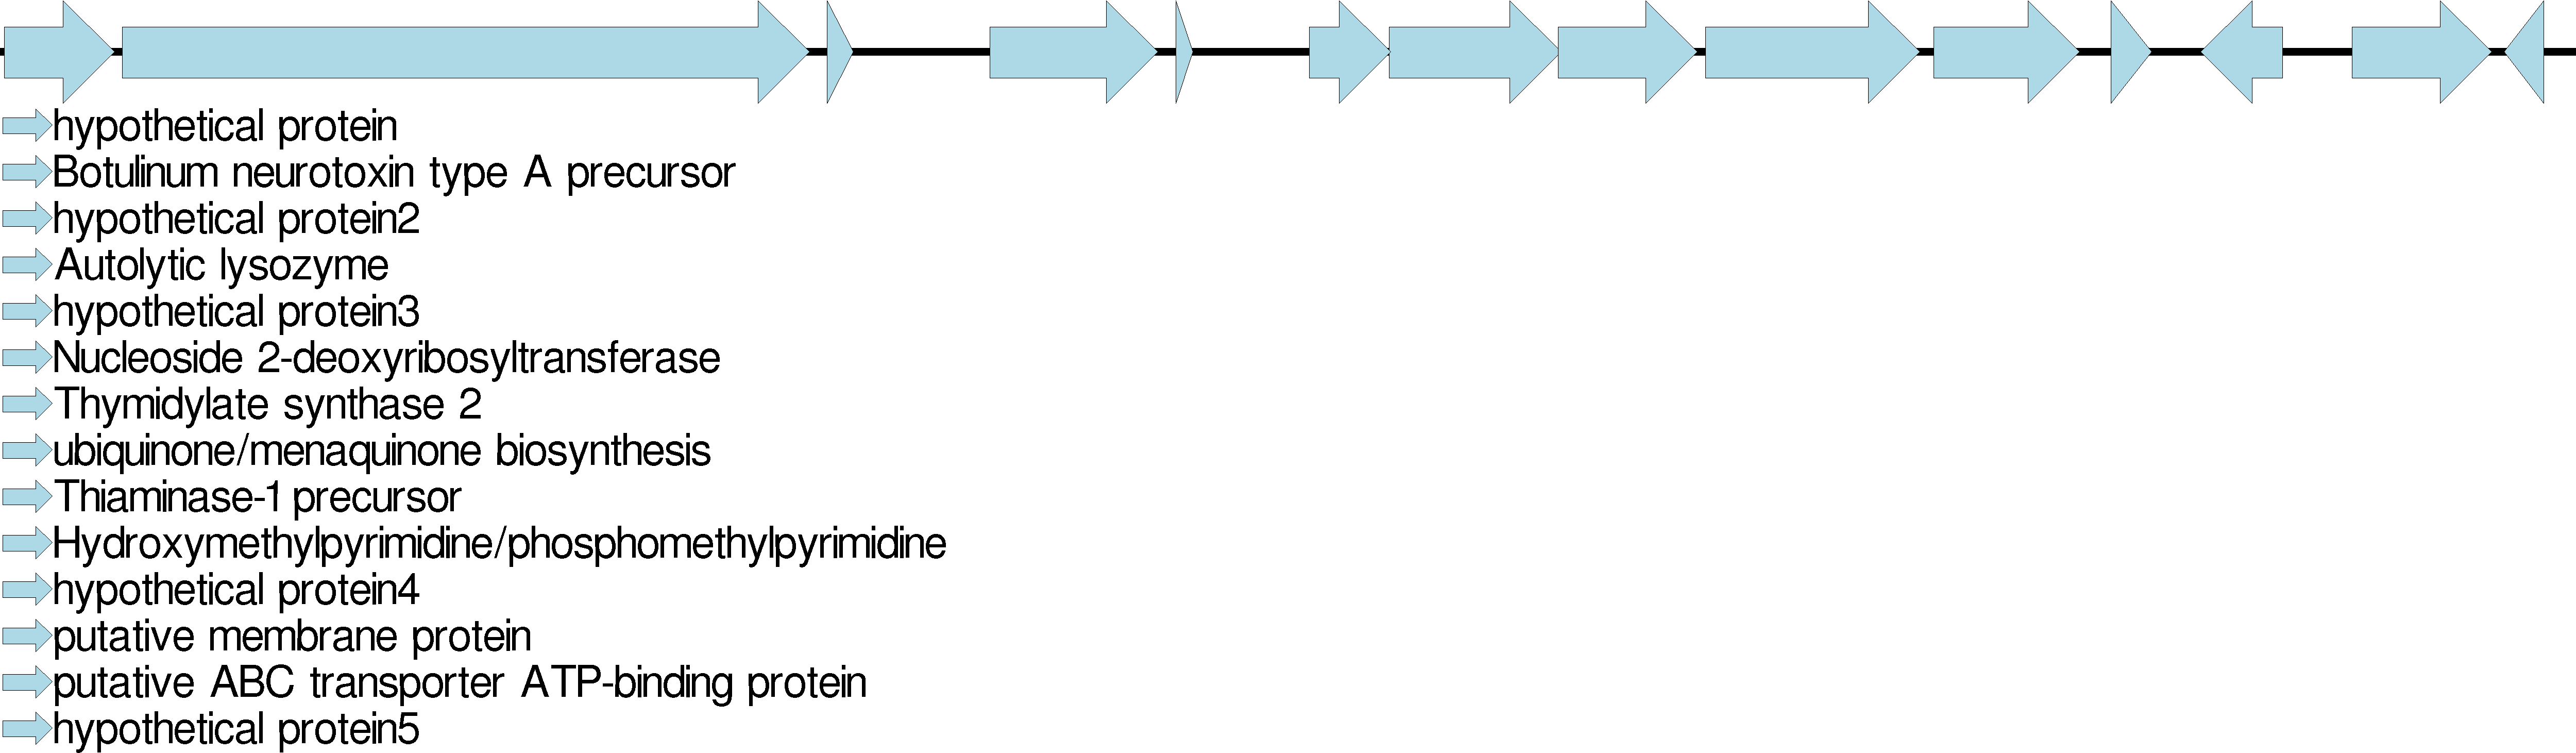 hypothetical protein
Botulinum neurotoxin type A precursor
hypothetical protein2
Autolytic lysozyme
hypothetical protein3
Nucleoside 2-deoxyribosyltransferase
Thymidylate synthase 2
ubiquinone/menaquinone biosynthesis
Thiaminase-1 precursor
Hydroxymethylpyrimidine/phosphomethylpyrimidine
hypothetical protein4
putative membrane protein
putative ABC transporter ATP-binding protein
hypothetical protein5